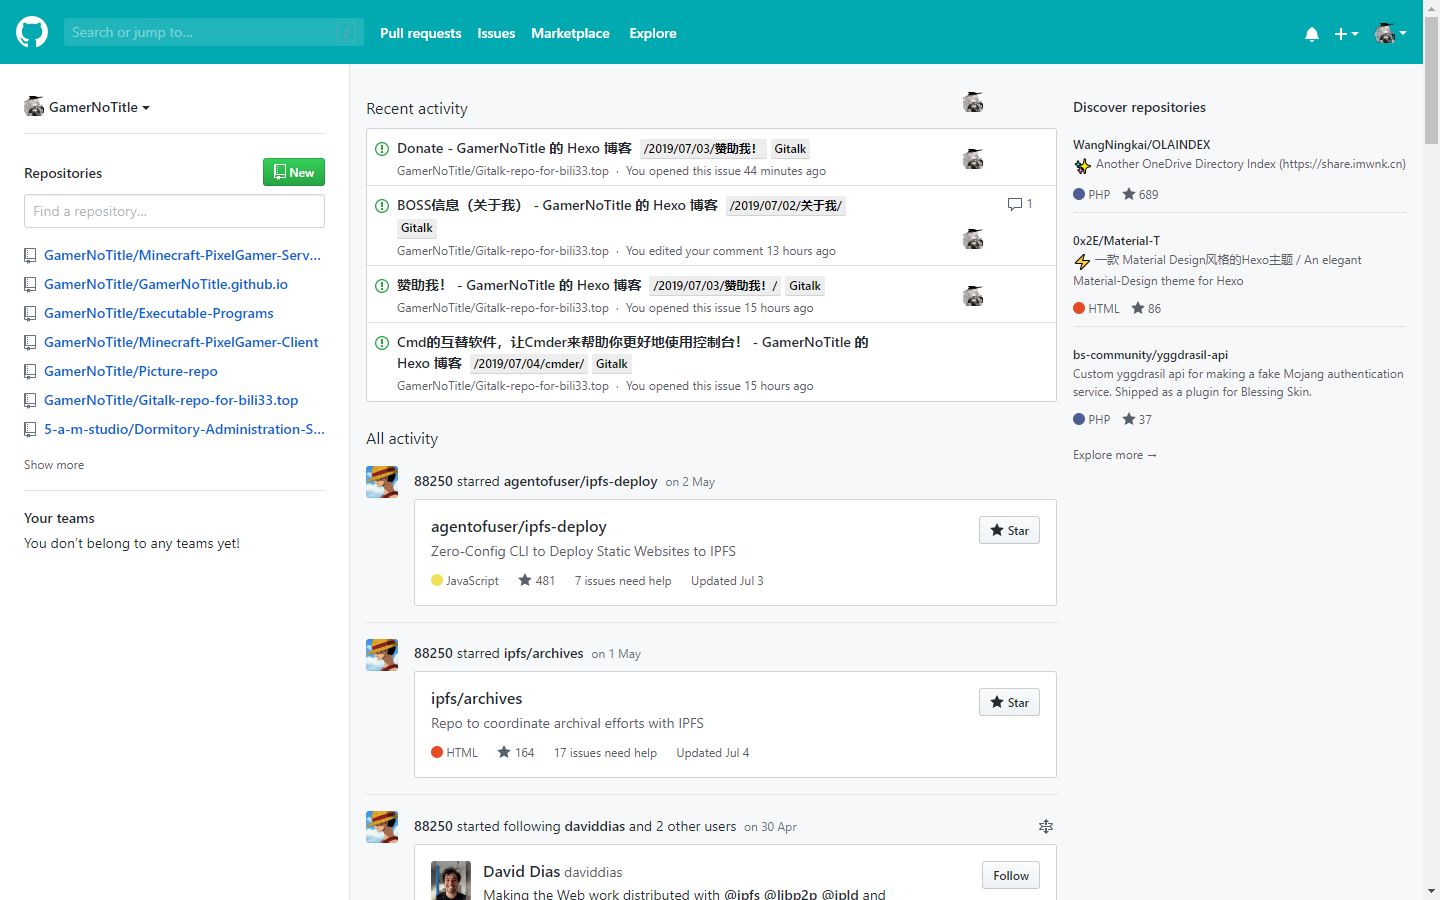 Search or jump to...
/
Pull requests
Issues
Marketplace
Explore
GamerNoTitle
Repositories
New
Find a repository...
GamerNoTitle/Minecraft-PixelGamer-Serv...
GamerNoTitle/GamerNoTitle.github.io
GamerNoTitle/Executable-Programs
GamerNoTitle/Minecraft-PixelGamer-Client
GamerNoTitle/Picture-repo
GamerNoTitle/Gitalk-repo-for-bili33.top
5-a-m-studio/Dormitory-Administration-S...
Show more
Your teams
You don't belong to any teams yet!
Recent activity
Donate - GamerNoTitle 的 Hexo 博客 /2019/07/03/赞助我! Gitalk
GamerNoTitle/Gitalk-repo-for-bili33.top · You opened this issue 44 minutes ago
BOSS信息（关于我） - GamerNoTitle 的 Hexo 博客 /2019/07/02/关于我/
Gitalk
1
GamerNoTitle/Gitalk-repo-for-bili33.top · You edited your comment 13 hours ago
赞助我！ - GamerNoTitle 的 Hexo 博客 /2019/07/03/赞助我! / Gitalk
GamerNoTitle/Gitalk-repo-for-bili33.top · You opened this issue 15 hours ago
Cmd的互替软件，让Cmder来帮助你更好地使用控制台！ - GamerNoTitle 的
Hexo 博客 /2019/07/04/cmder/ Gitalk
GamerNoTitle/Gitalk-repo-for-bili33.top · You opened this issue 15 hours ago
All activity
88250 starred agentofuser/ipfs-deploy on 2 May
agentofuser/ipfs-deploy
Star
Zero-Config CLI to Deploy Static Websites to IPFS
JavaScript 481 7 issues need help Updated Jul 3
88250 starred ipfs/archives on 1 May
ipfs/archives
Star
Repo to coordinate archival efforts with IPFS
HTML 164 17 issues need help Updated Jul 4
88250 started following daviddias and 2 other users on 30 Apr
David Dias daviddias
Follow
Making the Web work distributed with @ipfs @libp2p @ipld and
Discover repositories
WangNingkai/OLAINDEX
Another OneDrive Directory Index (https://share.imwnk.cn)
PHP 689
0x2E/Material-T
一款 Material Design风格的Hexo主题 / An elegant
Material-Design theme for Hexo
HTML 86
bs-community/yggdrasil-api
Custom yggdrasil api for making a fake Mojang authentication
service. Shipped as a plugin for Blessing Skin.
PHP 37
Explore more →